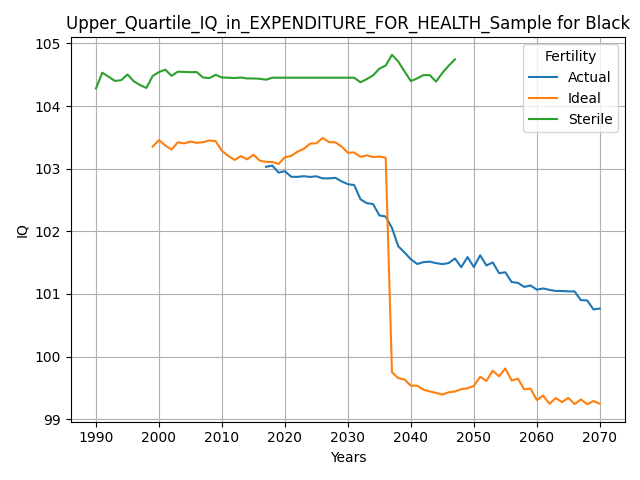 Upper_Quartile_IQ_in_EXPENDITURE_FOR_HEALTH_Sample for Black
105
104
103
102
101
100
99
IQ
Fertility
Actual
Ideal
Sterile
1990
2000
2010
2020
2030
2040
2050
2060
2070
Years